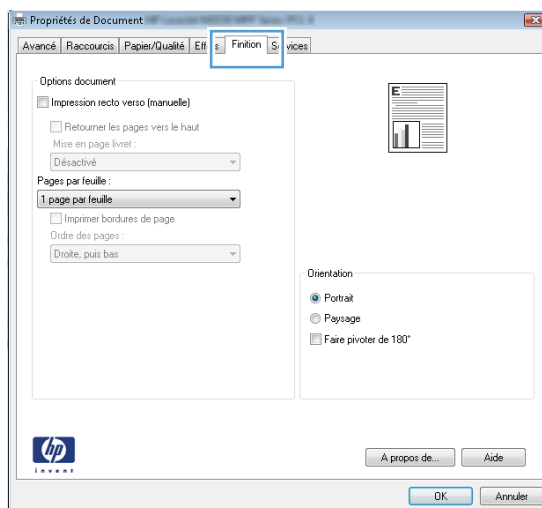 Propriétés de Document
Avancé Raccourcis Papier/Qualité Finition
Options document
Impression recto verso (manuelle)
Retourner les pages vers le haut
Mise en page livret :
Désactivé
Pages par feuille :
1 page par feuille
Imprimer bordures de page
Ordre des pages :
Droite, puis bas
E
Orientation
Portrait
Paysage
Faire pivoter de 180°
hp
invent
A propos de... Aide
OK Annuler